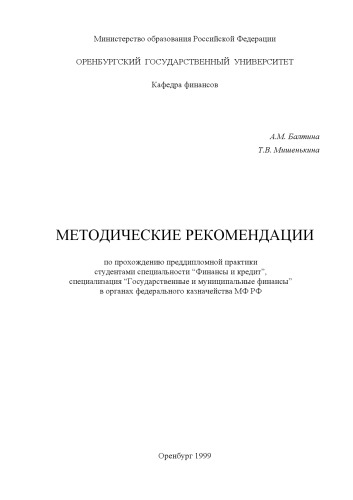 Министерство образования Российской Федерации
ОРЕНБУРГСКИЙ ГОСУДАРСТВЕННЫЙ УНИВЕРСИТЕТ
Кафедра финансов
А.М. Балтина
Т.В. Мишенькина
МЕТОДИЧЕСКИЕ РЕКОМЕНДАЦИИ
по прохождению преддипломной практики
студентами специальности “Финансы и кредит”,
специализация “Государственные и муниципальные финансы”
в органах федерального казначейства МФ РФ
Оренбург 1999